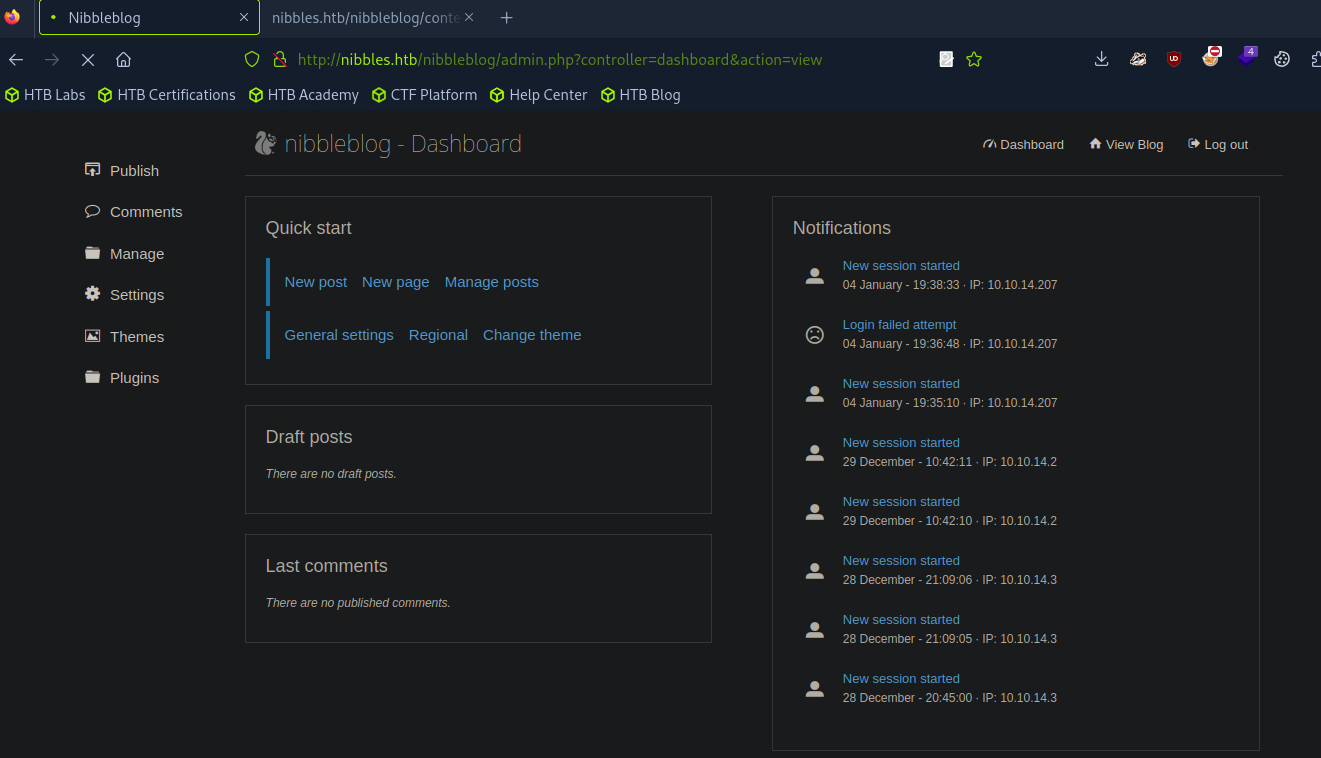 Nibbleblog
nibbles.htb/nibbleblog/conte
http://nibbles.htb/nibbleblog/admin.php?controller=dashboard&action=view
4
HTB Labs HTB Certifications HTB Academy CTF Platform Help Center HTB Blog
nibbleblog - Dashboard
Dashboard View Blog Log out
Publish
Comments
Manage
Settings
Themes
Plugins
Quick start
New post New page Manage posts
General settings Regional Change theme
Draft posts
There are no draft posts.
Last comments
There are no published comments.
Notifications
New session started
04 January - 19:38:33 · IP: 10.10.14.207
Login failed attempt
04 January - 19:36:48 · IP: 10.10.14.207
New session started
04 January - 19:35:10 · IP: 10.10.14.207
New session started
29 December - 10:42:11 · IP: 10.10.14.2
New session started
29 December - 10:42:10 · IP: 10.10.14.2
New session started
28 December - 21:09:06 · IP: 10.10.14.3
New session started
28 December - 21:09:05 · IP: 10.10.14.3
New session started
28 December - 20:45:00 · IP: 10.10.14.3